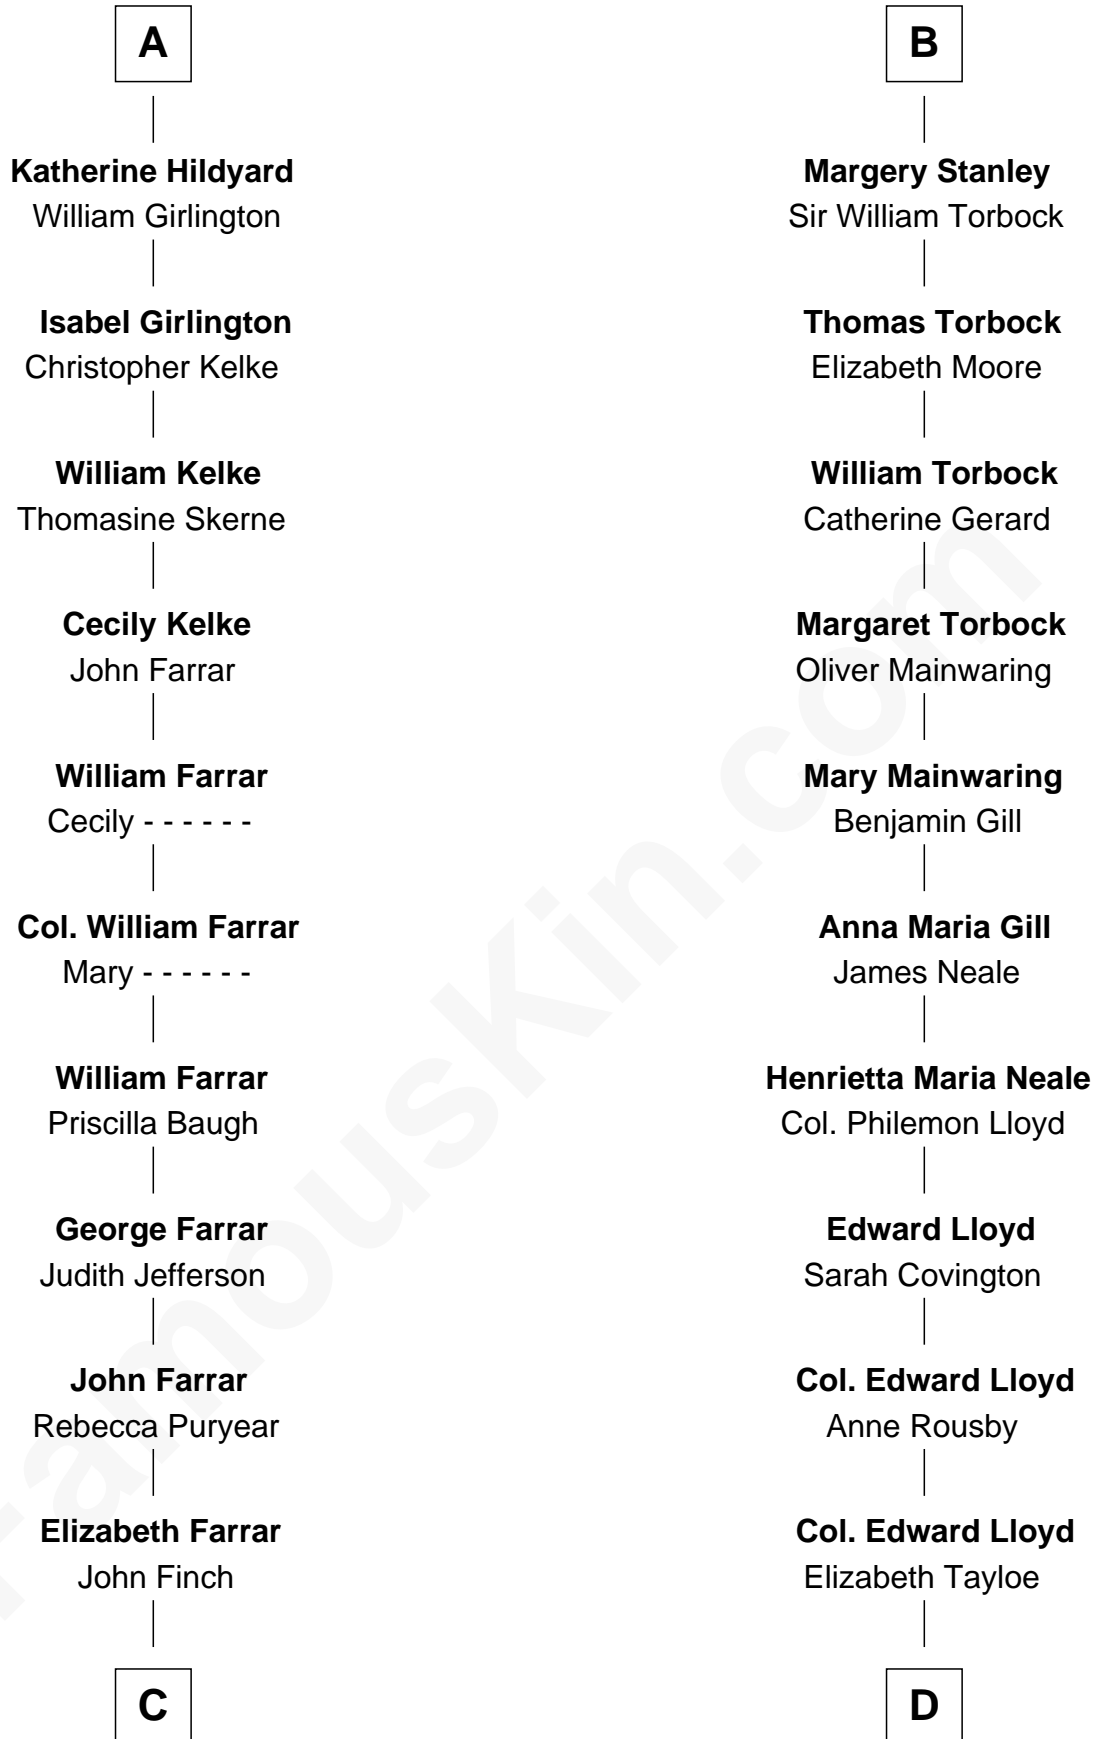 A
Katherine Hildyard
William Girlington
Isabel Girlington
Christopher Kelke
William Kelke
Thomasine Skerne
Cecily Kelke
John Farrar
William Farrar
Cecily - - - - - -
Col. William Farrar
Mary - - - - - -
William Farrar
Priscilla Baugh
George Farrar
Judith Jefferson
John Farrar
Rebecca Puryear
Elizabeth Farrar
John Finch
C
B
Margery Stanley
Sir William Torbock
Thomas Torbock
Elizabeth Moore
William Torbock
Catherine Gerard
Margaret Torbock
Oliver Mainwaring
Mary Mainwaring
Benjamin Gill
Anna Maria Gill
James Neale
Henrietta Maria Neale
Col. Philemon Lloyd
Edward Lloyd
Sarah Covington
Col. Edward Lloyd
Anne Rousby
Col. Edward Lloyd
Elizabeth Tayloe
D
FamousKin.com